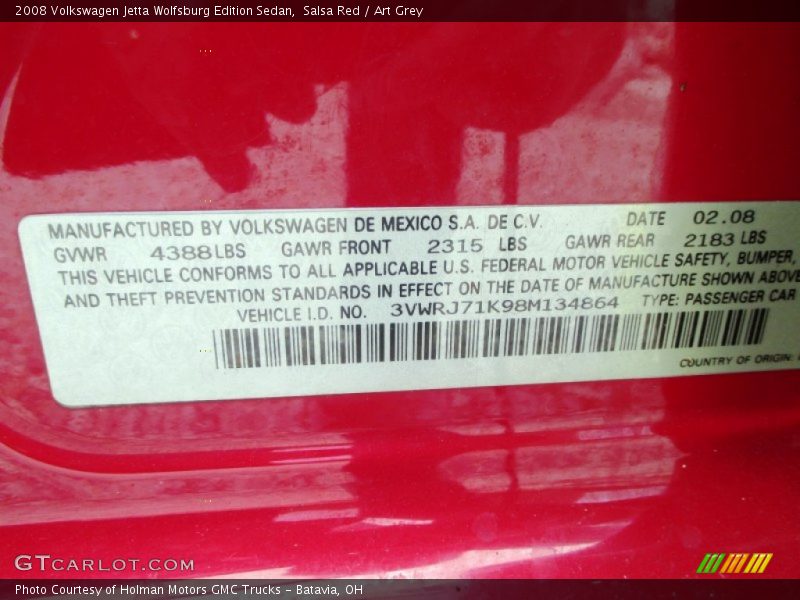 2008 Volkswagen Jetta Wolfsburg Edition Sedan,  Salsa Red / Art Grey
MANUFACTURED BY VOLKSWAGEN DE MEXICO S.A. DE C.V. DATE 02.08
GVWR 4388 LBS GAWR FRONT 2315 LBS GAWR REAR 2183 LBS
THIS VEHICLE CONFORMS TO ALL APPLICABLE U.S. FEDERAL MOTOR VEHICLE SAFETY, BUMPER,
AND THEFT PREVENTION STANDARDS IN EFFECT ON THE DATE OF MANUFACTURE SHOWN ABOVE
VEHICLE I.D. NO. 3VWRJ71K98M134864 TYPE: PASSENGER CAR
COUNTRY OF ORIGIN:
GTCARLOT.COM
Photo Courtesy of Holman Motors GMC Trucks - Batavia, OH